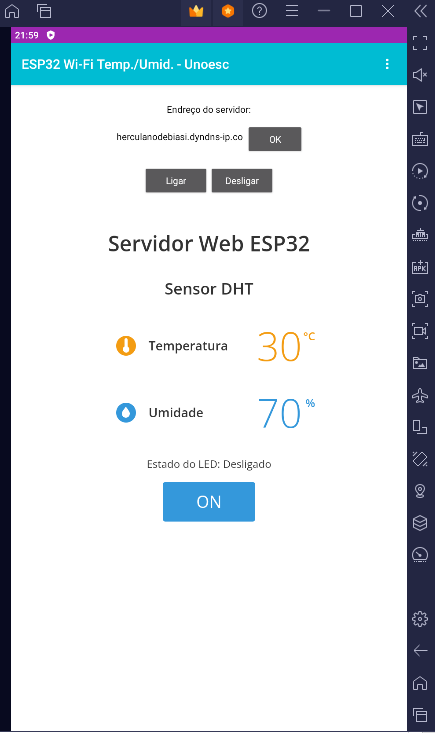 21:59
ESP32 Wi-Fi Temp./Umid. - Unoesc
Endreço do servidor:
herculanodebiasi.dyndns-ip.co OK
Ligar Desligar
Servidor Web ESP32
Sensor DHT
Temperatura 30 °C
Umidade 70 %
Estado do LED: Desligado
ON